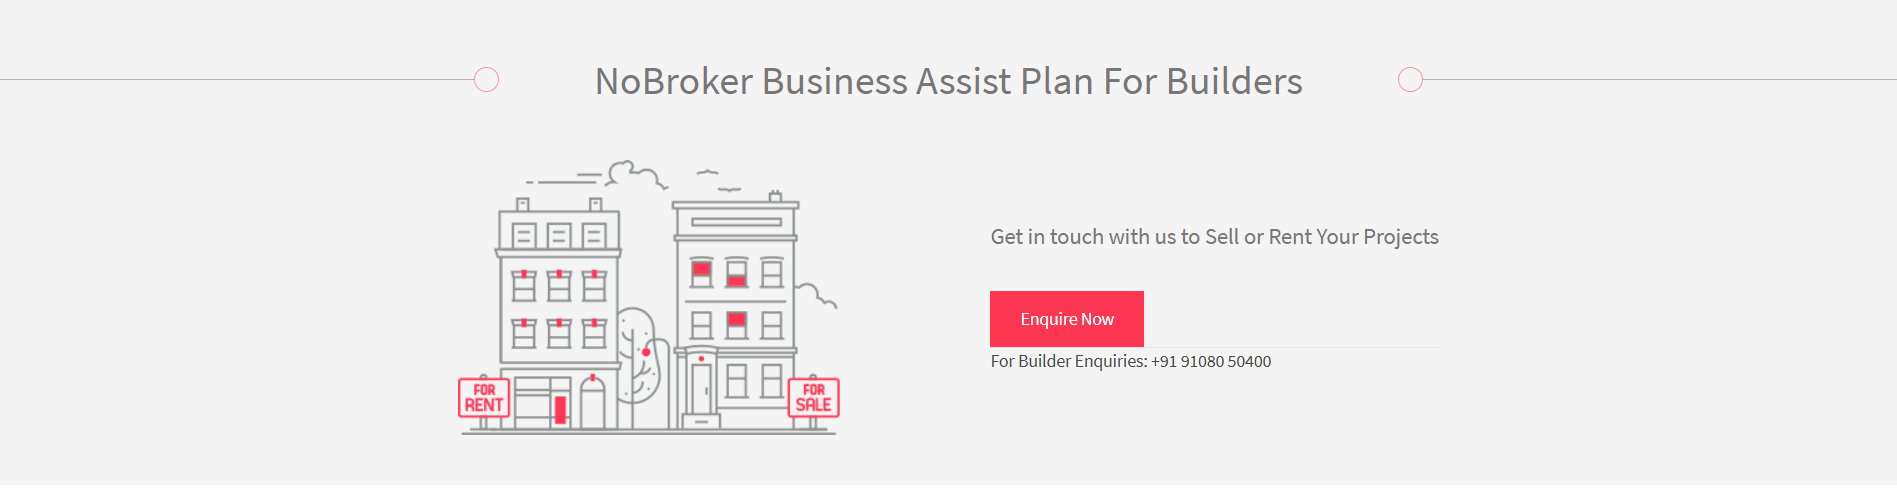 NoBroker Business Assist Plan For Builders
Get in touch with us to Sell or Rent Your Projects
Enquire Now
For Builder Enquiries: +91 91080 50400
FOR
RENT
FOR
SALE